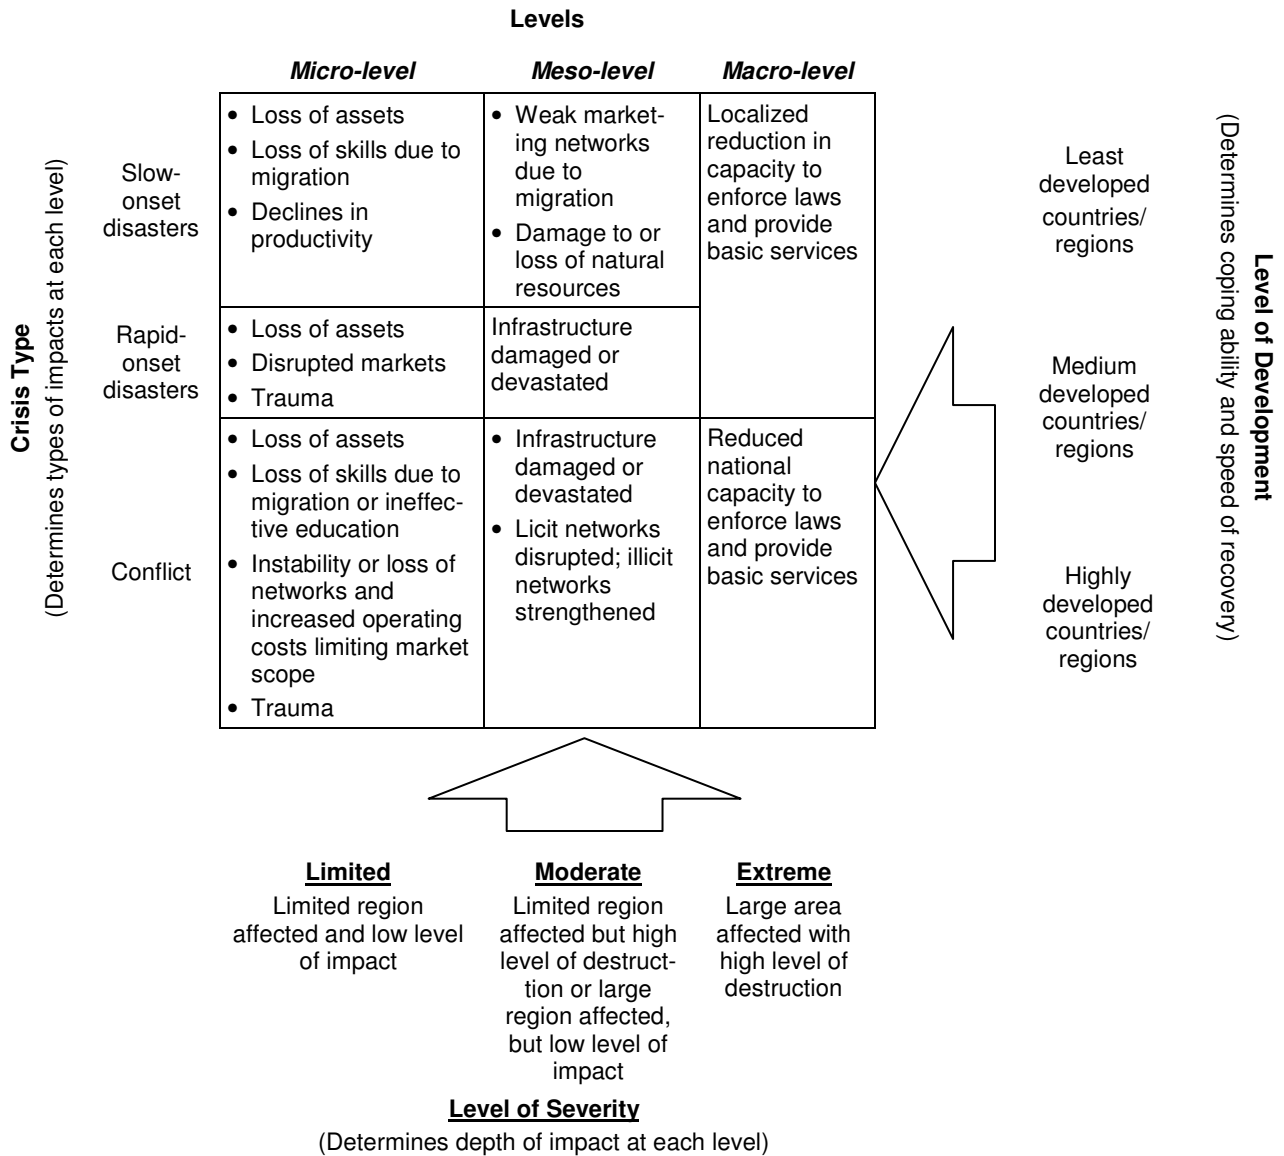 Levels
Micro-level
Meso-level
Macro-level
Crisis Type
(Determines types of impacts at each level)
Slow-
onset
disasters
• Loss of assets
• Loss of skills due to
migration
• Declines in
productivity
• Weak market-
ing networks
due to
migration
• Damage to or
loss of natural
resources
Localized
reduction in
capacity to
enforce laws
and provide
basic services
Rapid-
onset
disasters
• Loss of assets
• Disrupted markets
• Trauma
Infrastructure
damaged or
devastated
Conflict
• Loss of assets
• Loss of skills due to
migration or ineffec-
tive education
• Instability or loss of
networks and
increased operating
costs limiting market
scope
• Trauma
• Infrastructure
damaged or
devastated
• Licit networks
disrupted; illicit
networks
strengthened
Reduced
national
capacity to
enforce laws
and provide
basic services
Least
developed
countries/
regions
Medium
developed
countries/
regions
Highly
developed
countries/
regions
Level of Development
(Determines coping ability and speed of recovery)
Limited
Limited region
affected and low level
of impact
Moderate
Limited region
affected but high
level of destruc-
tion or large
region affected,
but low level of
impact
Extreme
Large area
affected with
high level of
destruction
Level of Severity
(Determines depth of impact at each level)